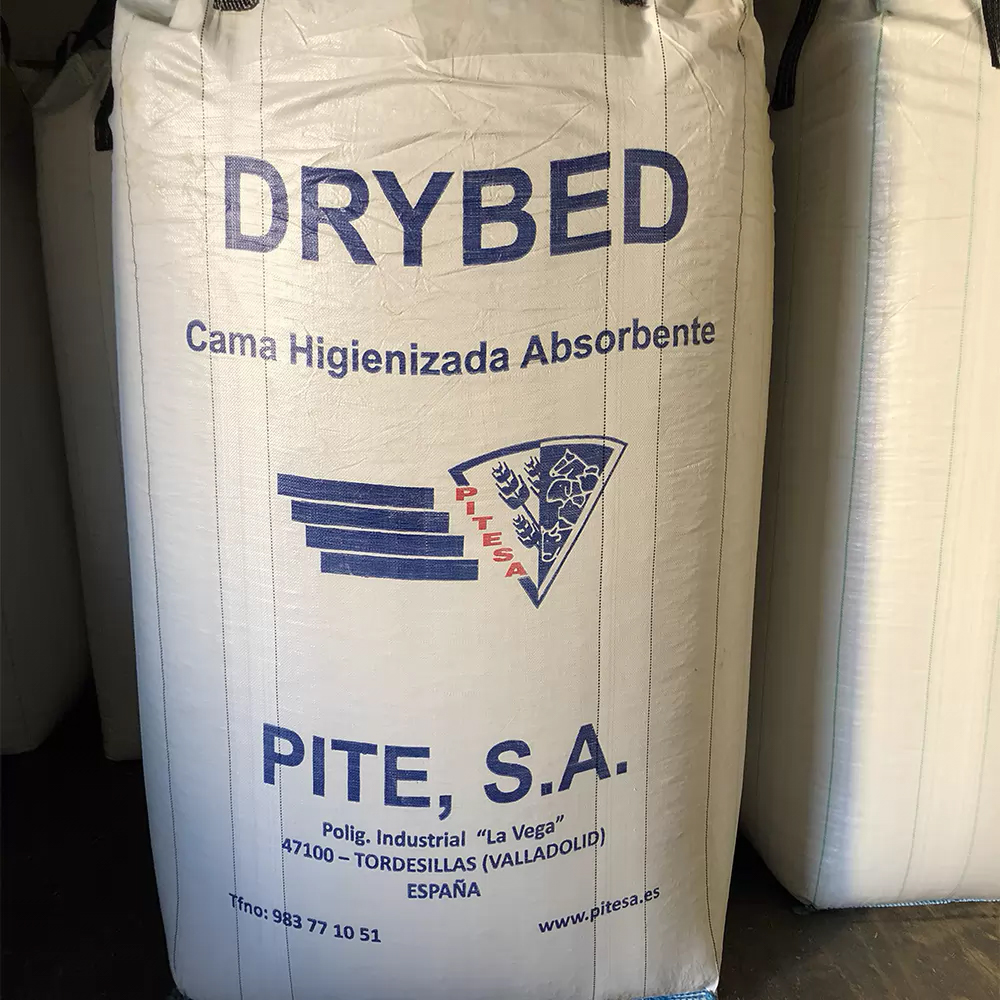 DRYBED
Cama Higienizada Absorbente
PITESA
PITE, S.A.
Polig. Industrial "La Vega"
47100 – TORDESILLAS (VALLADOLID)
ESPAÑA
Tfno: 983 77 10 51
www.pitesa.es